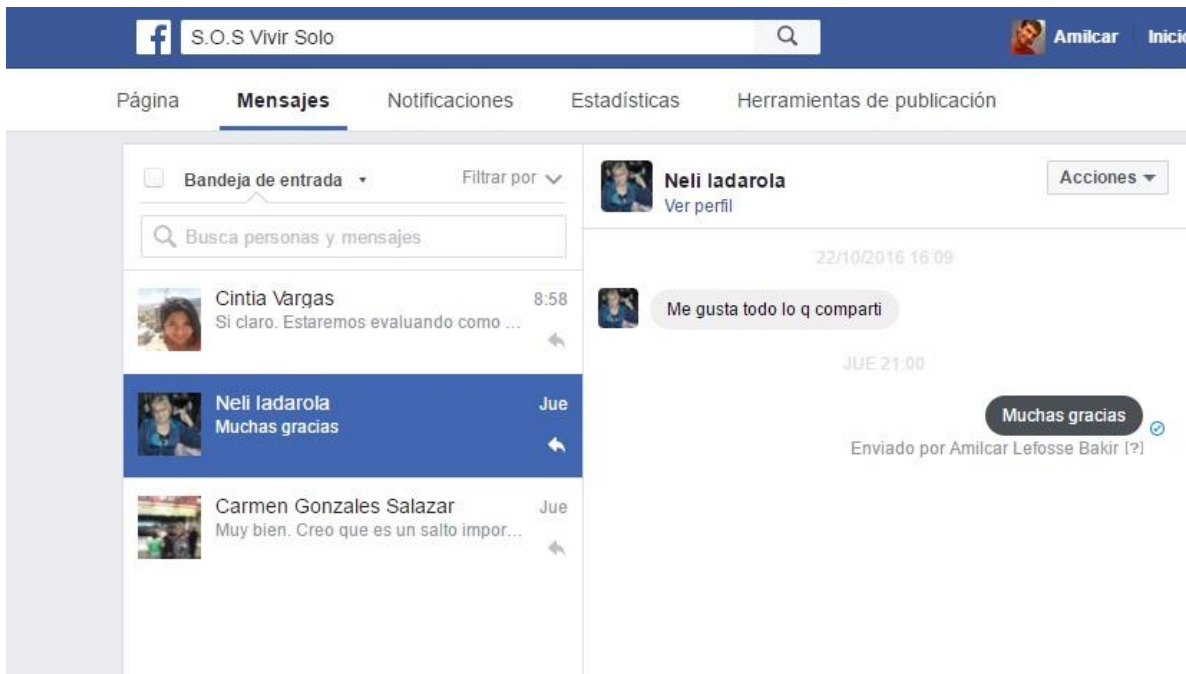 S.O.S Vivir Solo
Amilcar Inicio
Página Mensajes Notificaciones Estadísticas Herramientas de publicación
Bandeja de entrada Filtrar por
Busca personas y mensajes
Cintia Vargas 8:58
Si claro. Estaremos evaluando como ...
Neli Iadarola Jue
Muchas gracias
Carmen Gonzales Salazar Jue
Muy bien. Creo que es un salto impor...
Neli Iadarola Acciones
Ver perfil
22/10/2016 16:09
Me gusta todo lo q comparti
JUE 21:00
Muchas gracias
Enviado por Amilcar Lefosse Bakir [?]